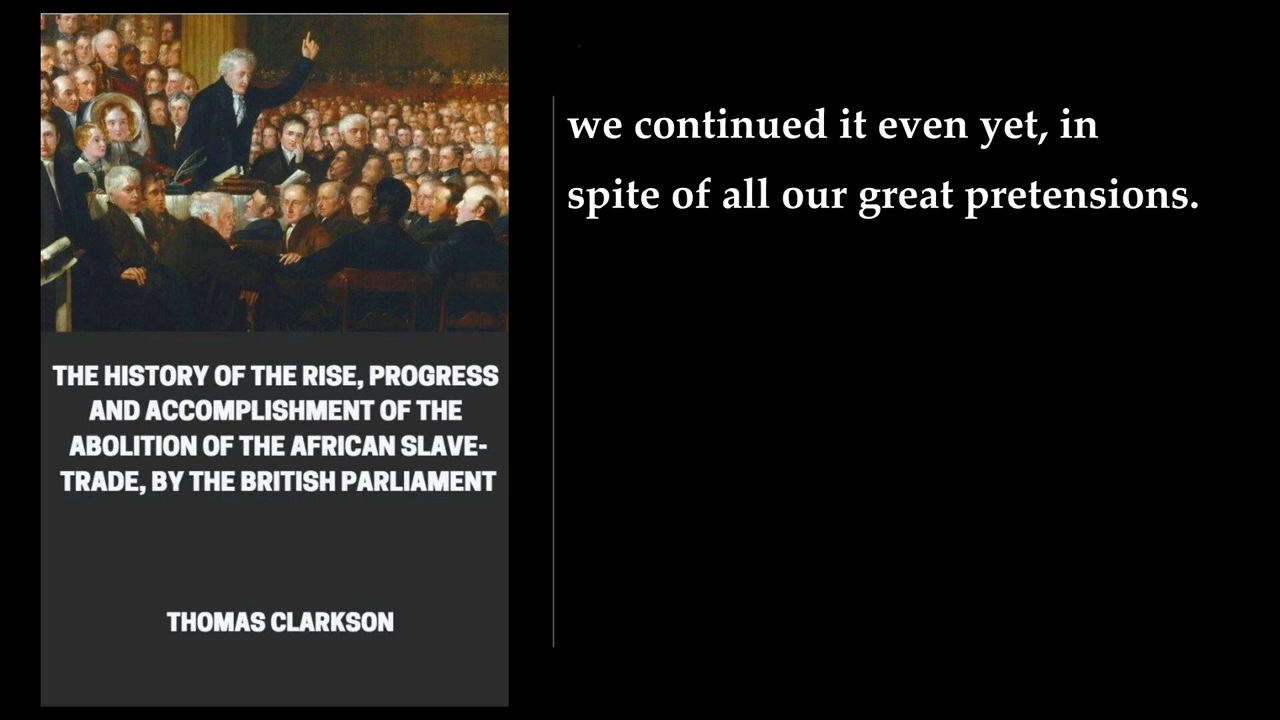 THE HISTORY OF THE RISE, PROGRESS
AND ACCOMPLISHMENT OF THE
ABOLITION OF THE AFRICAN SLAVE-
TRADE, BY THE BRITISH PARLIAMENT
THOMAS CLARKSON
we continued it even yet, in
spite of all our great pretensions.